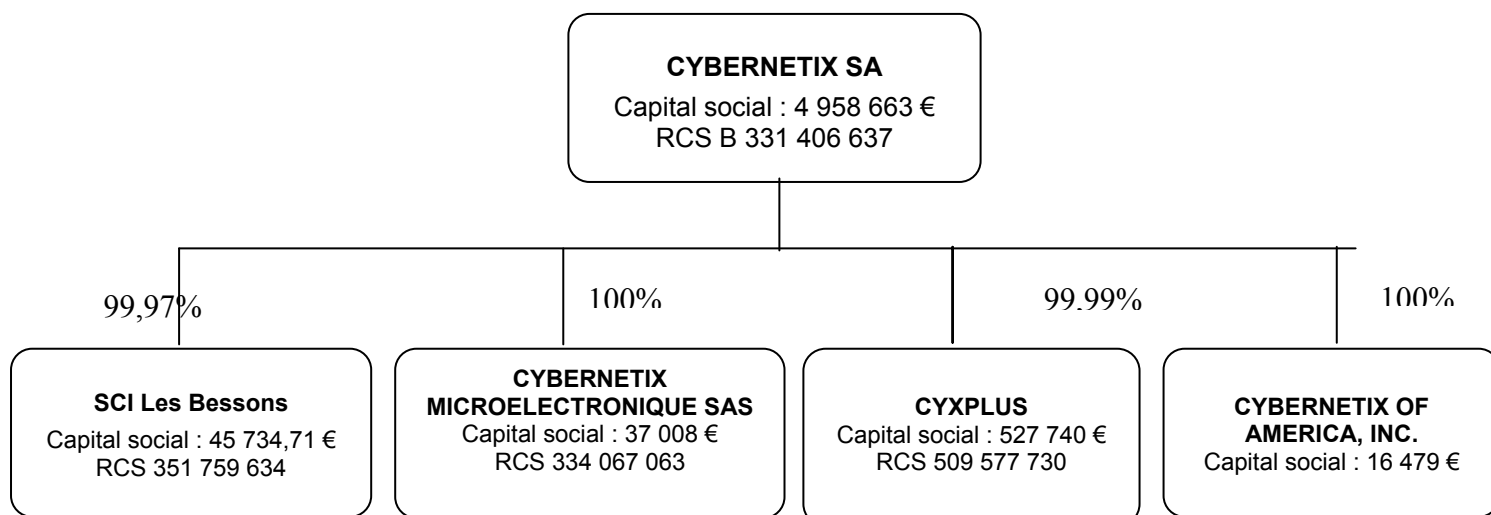 CYBERNETIX SA
Capital social : 4 958 663 €
RCS B 331 406 637
99,97%
100%
99,99%
100%
SCI Les Bessons
Capital social : 45 734,71 €
RCS 351 759 634
CYBERNETIX
MICROELECTRONIQUE SAS
Capital social : 37 008 €
RCS 334 067 063
CYXPLUS
Capital social : 527 740 €
RCS 509 577 730
CYBERNETIX OF
AMERICA, INC.
Capital social : 16 479 €